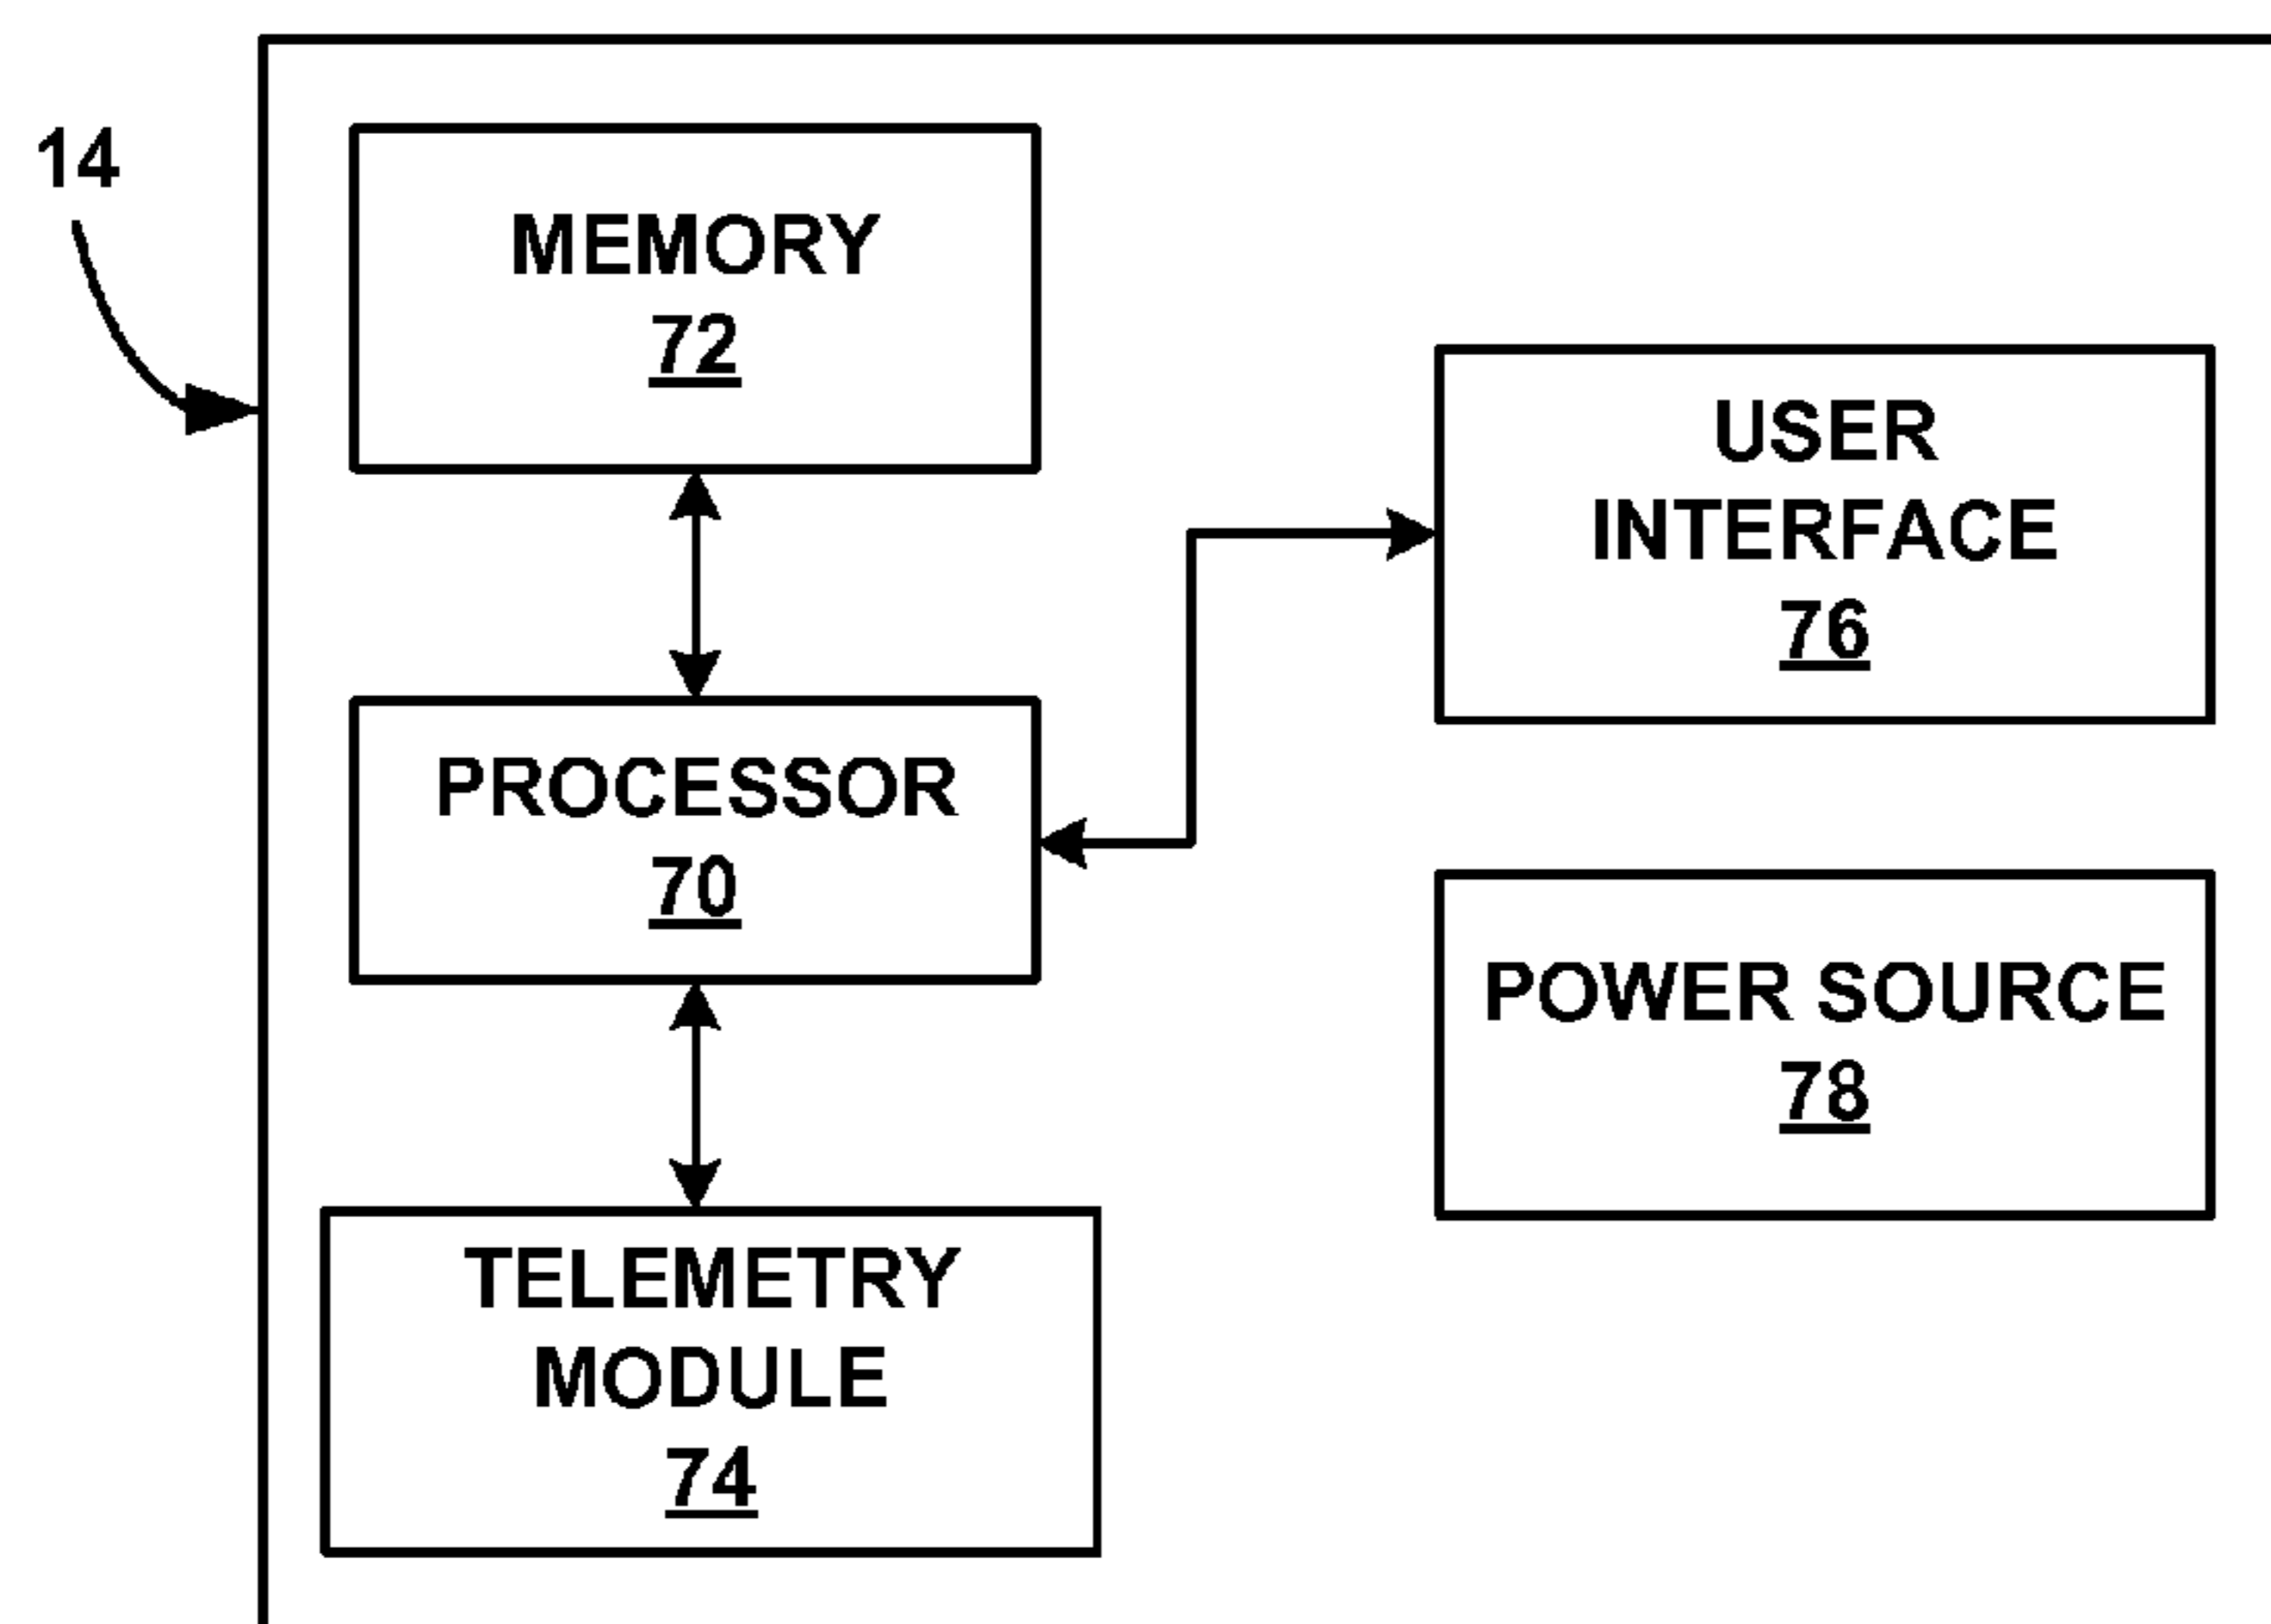 14
MEMORY
72
USER
INTERFACE
76
PROCESSOR
70
POWER SOURCE
78
TELEMETRY
MODULE
74